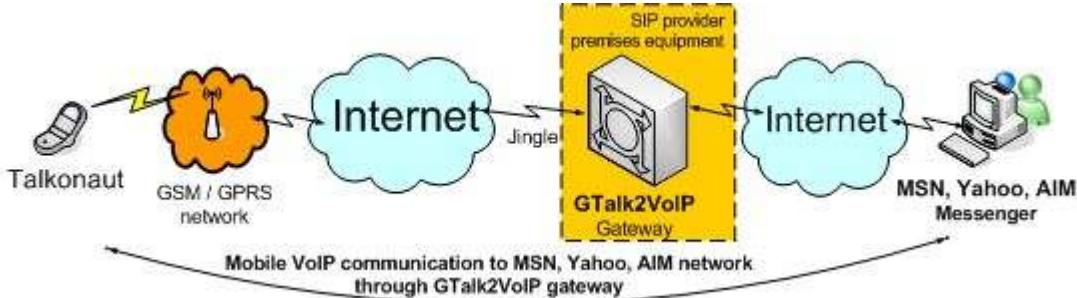 SIP provider
premises equipment
Internet
Internet
Jingle
Talkonaut
GSM / GPRS
network
GTalk2VoIP
Gateway
MSN, Yahoo, AIM
Messenger
Mobile VoIP communication to MSN, Yahoo, AIM network
through GTalk2VoIP gateway